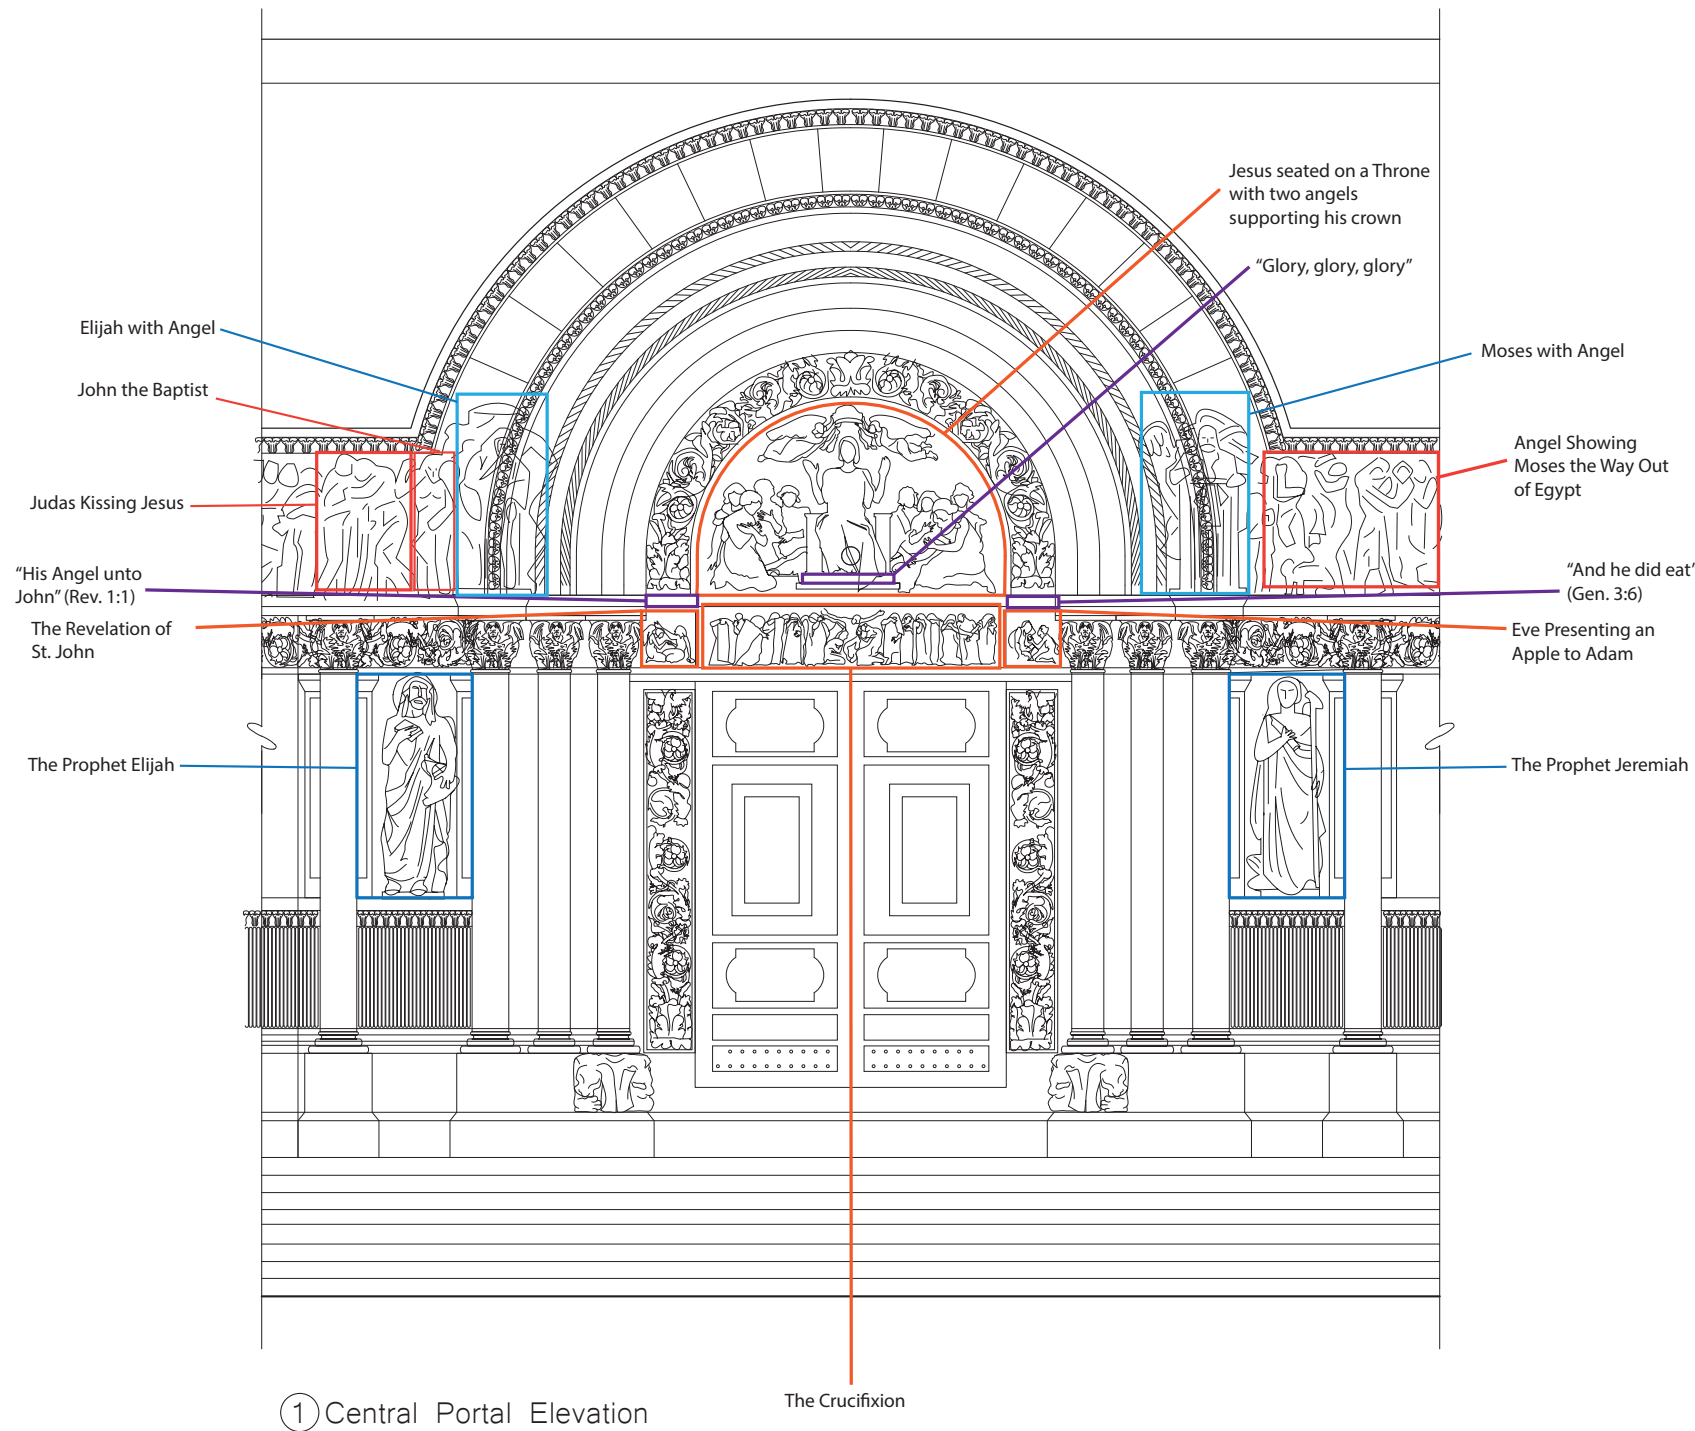 Jesus seated on a Throne
with two angels
supporting his crown
“Glory, glory, glory”
Elijah with Angel
Moses with Angel
John the Baptist
Angel Showing
Moses the Way Out
of Egypt
Judas Kissing Jesus
“His Angel unto
John” (Rev. 1:1)
“And he did eat’
(Gen. 3:6)
The Revelation of
St. John
Eve Presenting an
Apple to Adam
The Prophet Elijah
The Prophet Jeremiah
The Crucifixion
1 Central Portal Elevation